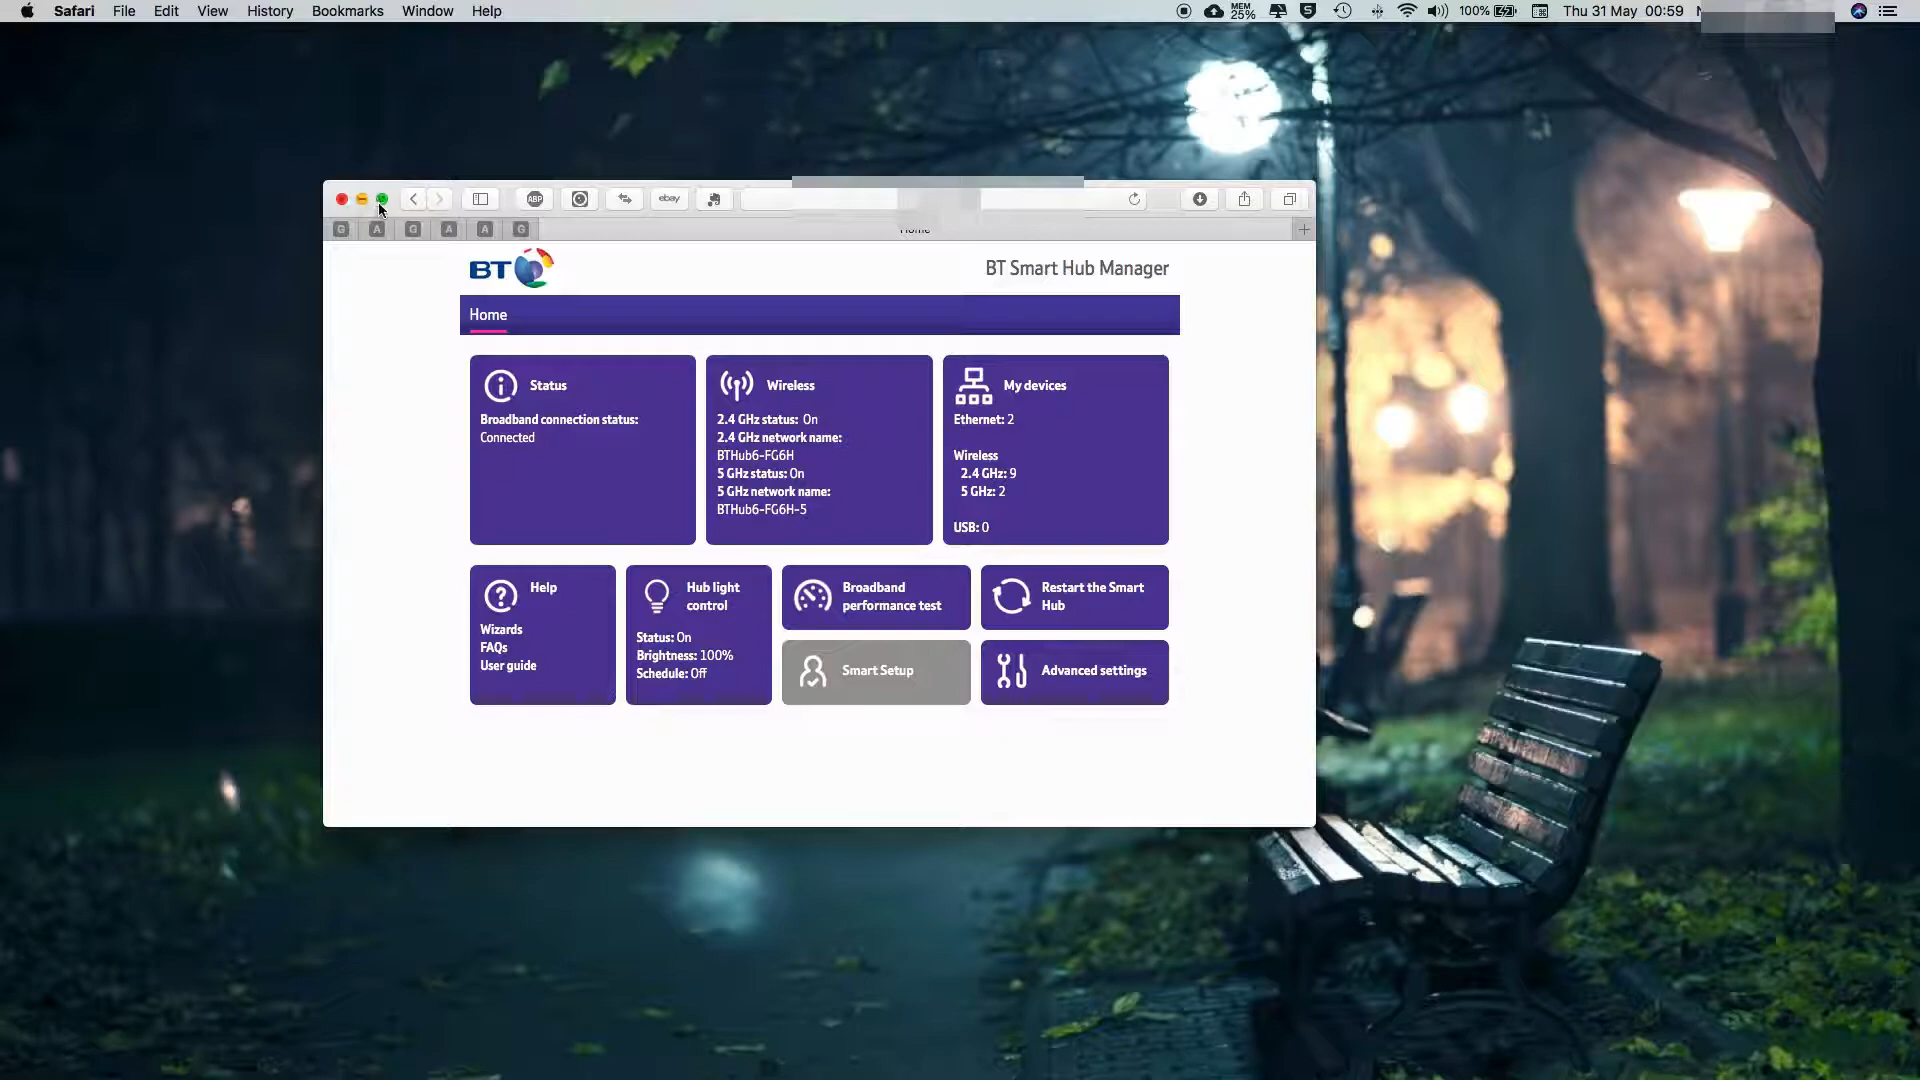 Safari File Edit View History Bookmarks Window Help MEM 25% 100% Thu 31 May 00:59
ABP ebay
G A G A A G
BT BT Smart Hub Manager
Home
Status
Broadband connection status:
Connected
Wireless
2.4 GHz status: On
2.4 GHz network name:
BTHub6-FG6H
5 GHz status: On
5 GHz network name:
BTHub6-FG6H-5
My devices
Ethernet: 2
Wireless
2.4 GHz: 9
5 GHz: 2
USB: 0
Help
Wizards
FAQs
User guide
Hub light
control
Status: On
Brightness: 100%
Schedule: Off
Broadband
performance test
Restart the Smart
Hub
Smart Setup
Advanced settings